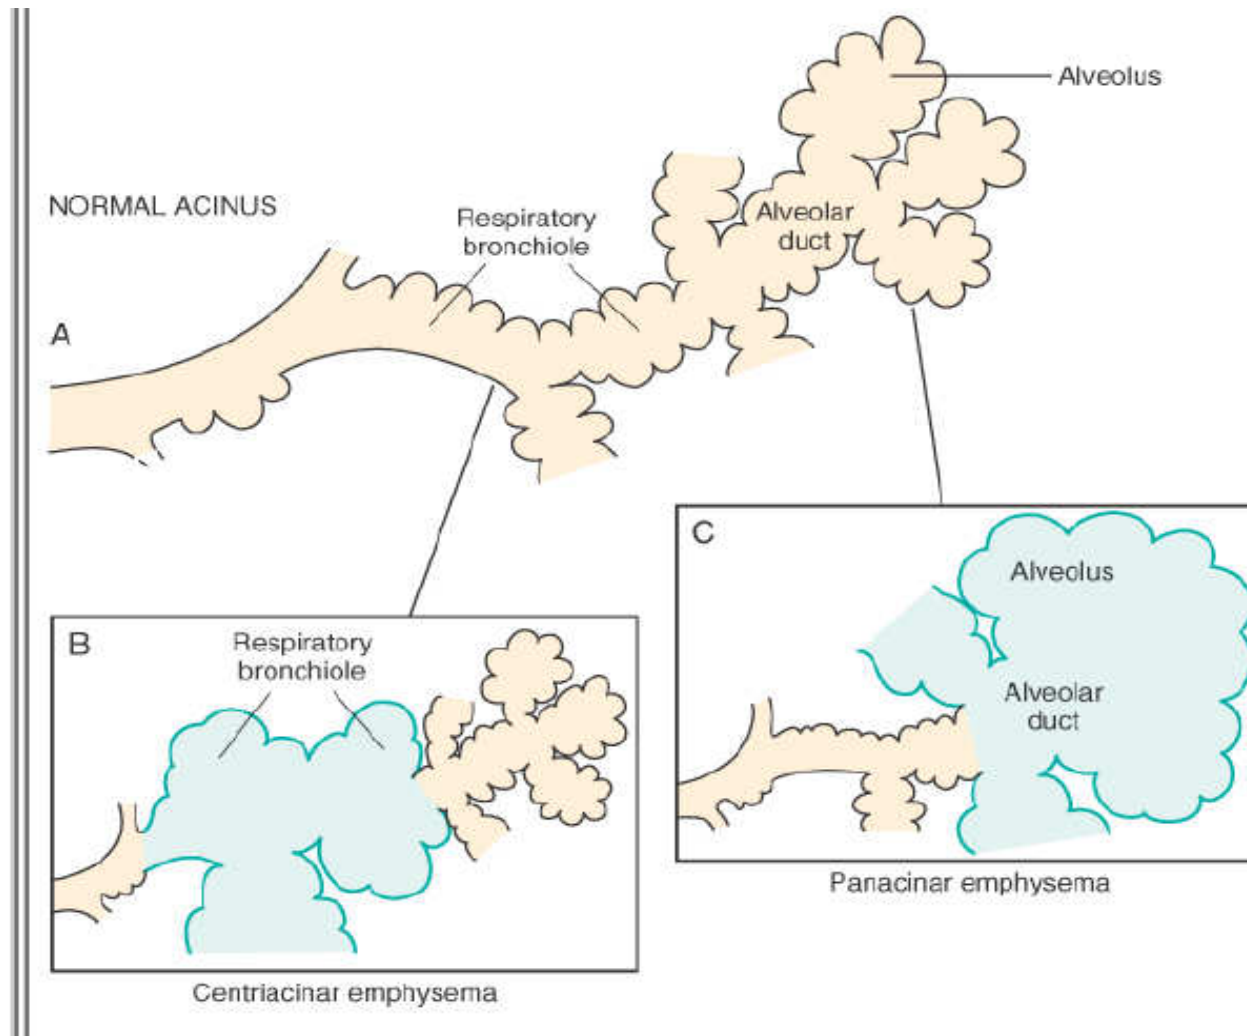 Alveolus
NORMAL ACINUS
Respiratory
bronchiole
Alveolar
duct
A
C
Alveolus
B
Respiratory
bronchiole
Alveolar
duct
Panacinar emphysema
Centriacinar emphysema